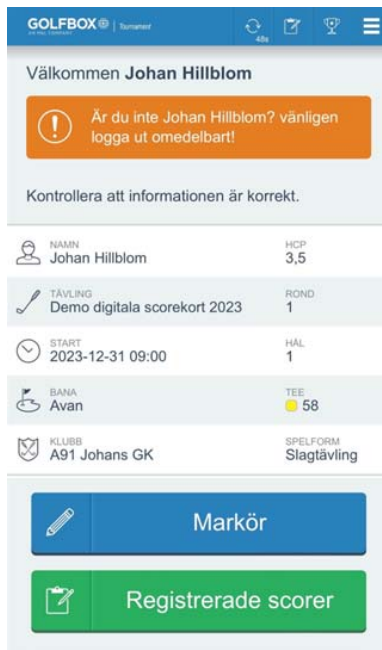 GOLFBOX | Tournament
48s
Välkommen Johan Hillblom
Är du inte Johan Hillblom? vänligen
logga ut omedelbart!
Kontrollera att informationen är korrekt.
NAMN HCP
Johan Hillblom 3,5
TÄVLING ROND
Demo digitala scorekort 2023 1
START HÅL
2023-12-31 09:00 1
BANA TEE
Avan 58
KLUBB SPELFORM
A91 Johans GK Slagtävling
Markör
Registrerade scorer